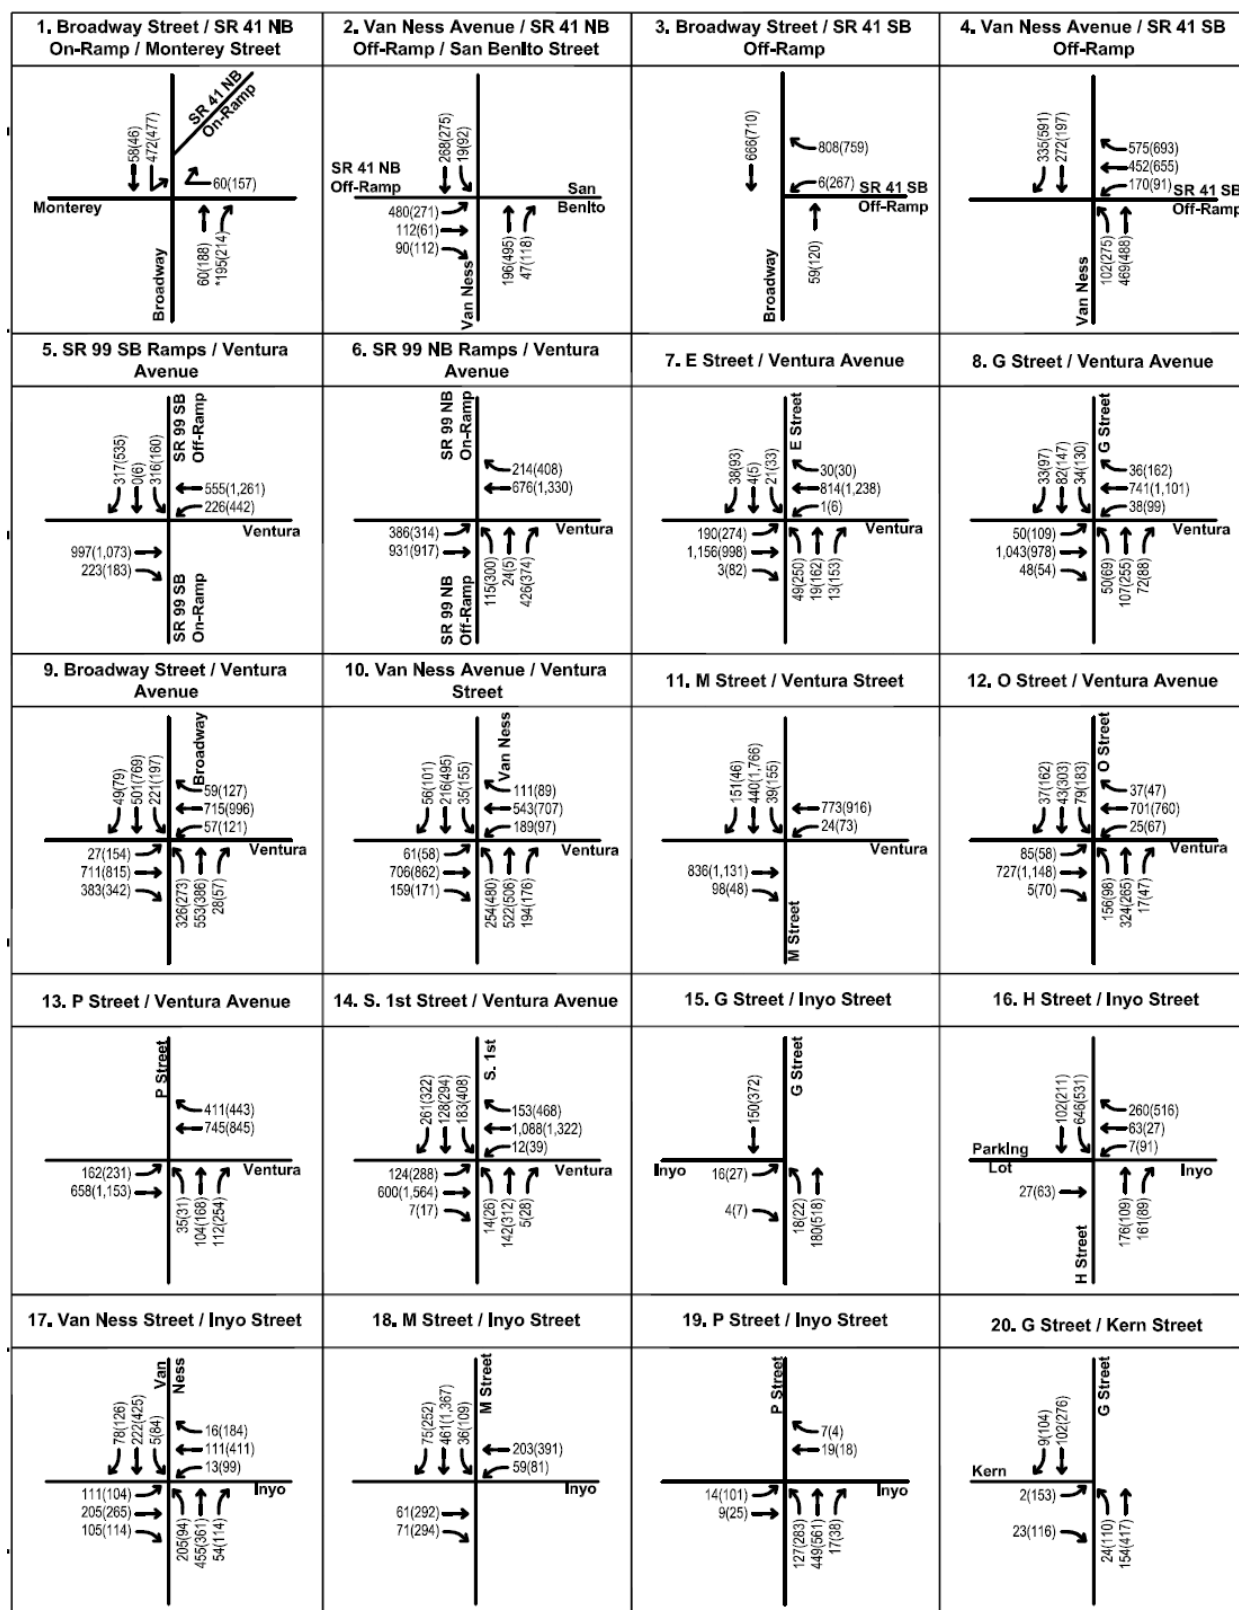 1. Broadway Street / SR 41 NB
On-Ramp / Monterey Street
SR 41 NB
On-Ramp
58(46)
472(477)
60(157)
Monterey
60(188)
*195(214)
Broadway
2. Van Ness Avenue / SR 41 NB
Off-Ramp / San Benito Street
268(275)
19(92)
SR 41 NB
Off-Ramp
San
Benito
480(271)
112(61)
90(112)
196(495)
47(118)
Van Ness
3. Broadway Street / SR 41 SB
Off-Ramp
666(710)
808(759)
6(267)
SR 41 SB
Off-Ramp
59(120)
Broadway
4. Van Ness Avenue / SR 41 SB
Off-Ramp
335(591)
272(197)
575(693)
452(655)
170(91)
SR 41 SB
Off-Ramp
102(275)
469(488)
Van Ness
5. SR 99 SB Ramps / Ventura
Avenue
SR 99 SB
Off-Ramp
317(535)
0(6)
316(160)
555(1,261)
226(442)
Ventura
997(1,073)
223(183)
SR 99 SB
On-Ramp
6. SR 99 NB Ramps / Ventura
Avenue
SR 99 NB
On-Ramp
214(408)
676(1,330)
Ventura
386(314)
931(917)
115(300)
24(5)
426(374)
SR 99 NB
Off-Ramp
7. E Street / Ventura Avenue
E Street
38(93)
4(5)
21(33)
30(30)
814(1,238)
1(6)
Ventura
190(274)
1,156(998)
3(82)
49(250)
19(162)
13(153)
8. G Street / Ventura Avenue
G Street
33(97)
82(147)
34(130)
36(162)
741(1,101)
38(99)
Ventura
50(109)
1,043(978)
48(54)
50(69)
107(255)
72(88)
9. Broadway Street / Ventura
Avenue
Broadway
49(79)
501(769)
221(197)
59(127)
715(996)
57(121)
Ventura
27(154)
711(815)
383(342)
326(273)
553(386)
28(57)
10. Van Ness Avenue / Ventura
Street
Van Ness
56(101)
216(495)
35(155)
111(89)
543(707)
189(97)
Ventura
61(58)
706(862)
159(171)
254(480)
522(506)
194(176)
11. M Street / Ventura Street
151(46)
440(1,766)
39(155)
773(916)
24(73)
Ventura
836(1,131)
98(48)
M Street
12. O Street / Ventura Avenue
O Street
37(162)
43(303)
79(183)
37(47)
701(760)
25(67)
Ventura
85(58)
727(1,148)
5(70)
156(98)
324(265)
17(47)
13. P Street / Ventura Avenue
P Street
411(443)
745(845)
Ventura
162(231)
658(1,153)
35(31)
104(168)
112(254)
14. S. 1st Street / Ventura Avenue
S. 1st
261(322)
128(294)
183(408)
153(468)
1,088(1,322)
12(39)
Ventura
124(288)
600(1,564)
7(17)
14(26)
142(312)
5(28)
15. G Street / Inyo Street
G Street
150(372)
Inyo
16(27)
4(7)
18(22)
180(518)
16. H Street / Inyo Street
102(211)
646(531)
260(516)
63(27)
7(91)
Parking
Lot
Inyo
27(63)
176(109)
161(89)
H Street
17. Van Ness Street / Inyo Street
Van
Ness
78(126)
222(425)
5(84)
16(184)
111(411)
13(99)
Inyo
111(104)
205(265)
105(114)
205(94)
455(361)
54(114)
18. M Street / Inyo Street
M Street
75(252)
461(1,367)
36(109)
203(391)
59(81)
Inyo
61(292)
71(294)
19. P Street / Inyo Street
P Street
7(4)
19(18)
Inyo
14(101)
9(25)
127(283)
449(561)
17(38)
20. G Street / Kern Street
G Street
9(104)
102(276)
Kern
2(153)
23(116)
24(110)
154(417)